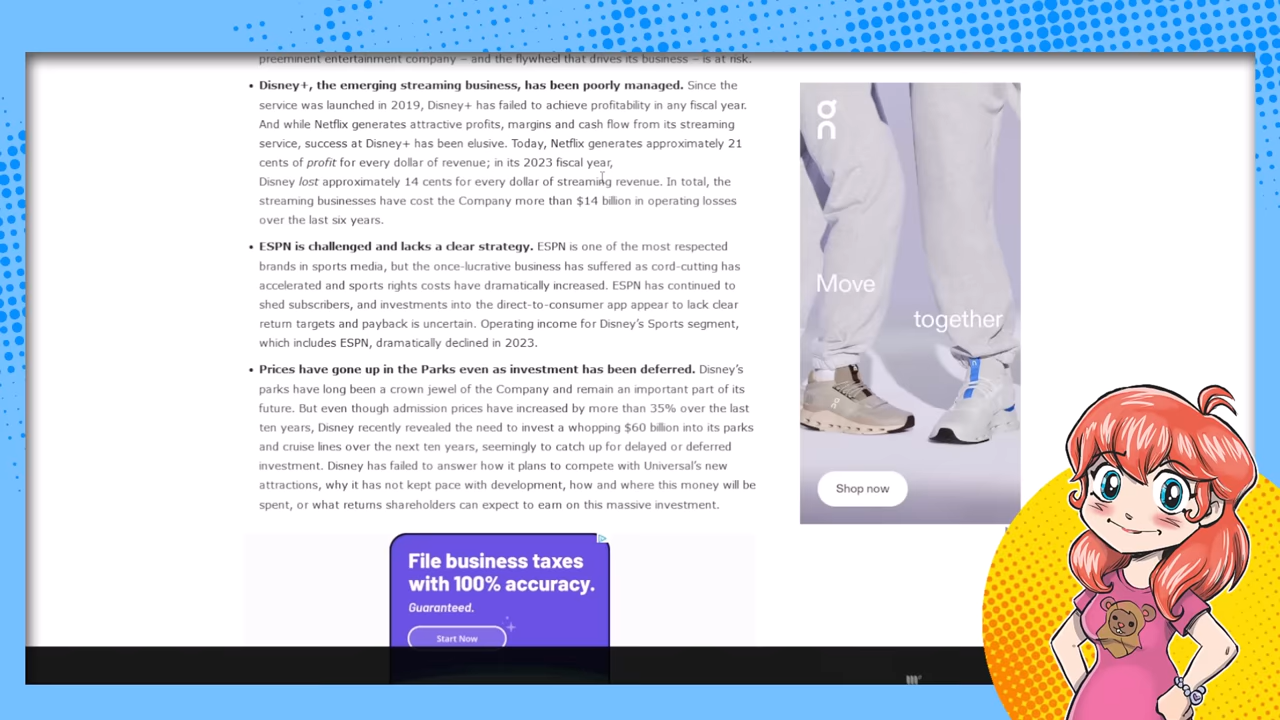 preeminent entertainment company – and the flywheel that drives its business – is at risk.
• Disney+, the emerging streaming business, has been poorly managed. Since the
service was launched in 2019, Disney+ has failed to achieve profitability in any fiscal year.
And while Netflix generates attractive profits, margins and cash flow from its streaming
service, success at Disney+ has been elusive. Today, Netflix generates approximately 21
cents of profit for every dollar of revenue; in its 2023 fiscal year,
Disney lost approximately 14 cents for every dollar of streaming revenue. In total, the
streaming businesses have cost the Company more than $14 billion in operating losses
over the last six years.
• ESPN is challenged and lacks a clear strategy. ESPN is one of the most respected
brands in sports media, but the once-lucrative business has suffered as cord-cutting has
accelerated and sports rights costs have dramatically increased. ESPN has continued to
shed subscribers, and investments into the direct-to-consumer app appear to lack clear
return targets and payback is uncertain. Operating income for Disney's Sports segment,
which includes ESPN, dramatically declined in 2023.
• Prices have gone up in the Parks even as investment has been deferred. Disney's
parks have long been a crown jewel of the Company and remain an important part of its
future. But even though admission prices have increased by more than 35% over the last
ten years, Disney recently revealed the need to invest a whopping $60 billion into its parks
and cruise lines over the next ten years, seemingly to catch up for delayed or deferred
investment. Disney has failed to answer how it plans to compete with Universal's new
attractions, why it has not kept pace with development, how and where this money will be
spent, or what returns shareholders can expect to earn on this massive investment.
on
Move
together
Shop now
File business taxes
with 100% accuracy.
Guaranteed.
Start Now